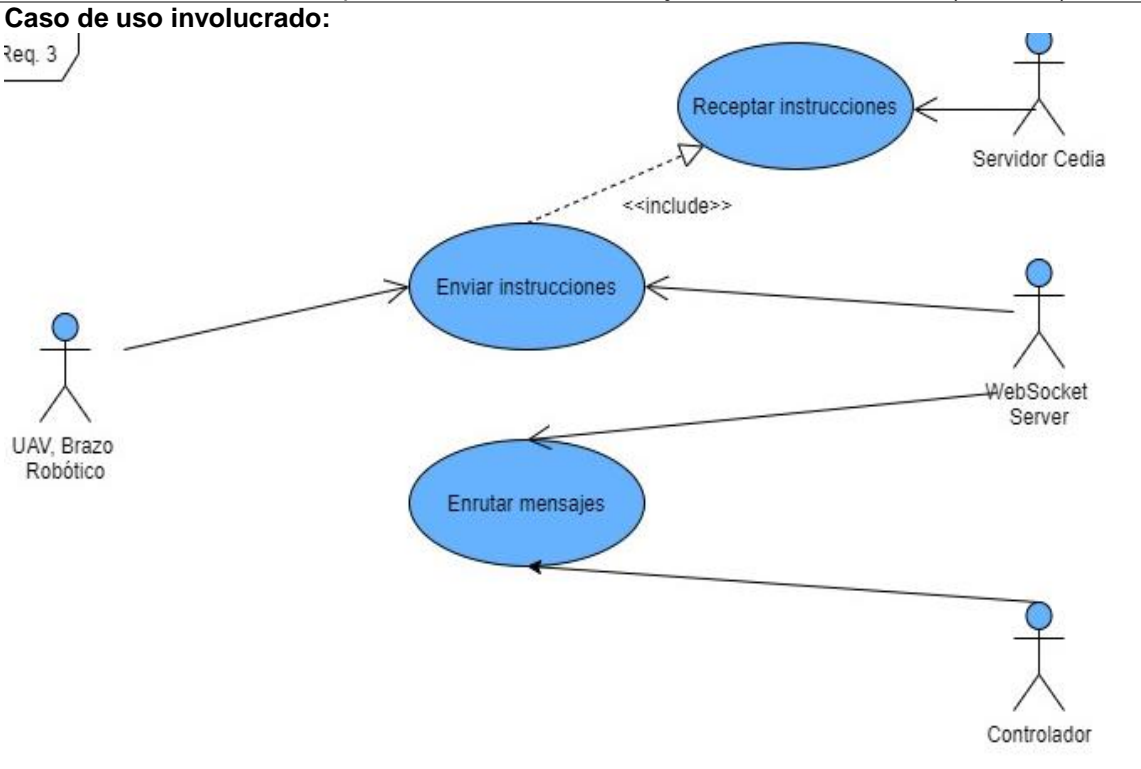 Caso de uso involucrado:
Req. 3
Receptar instrucciones
Servidor Cedia
<<include>>
Enviar instrucciones
WebSocket
Server
UAV, Brazo
Robótico
Enrutar mensajes
Controlador